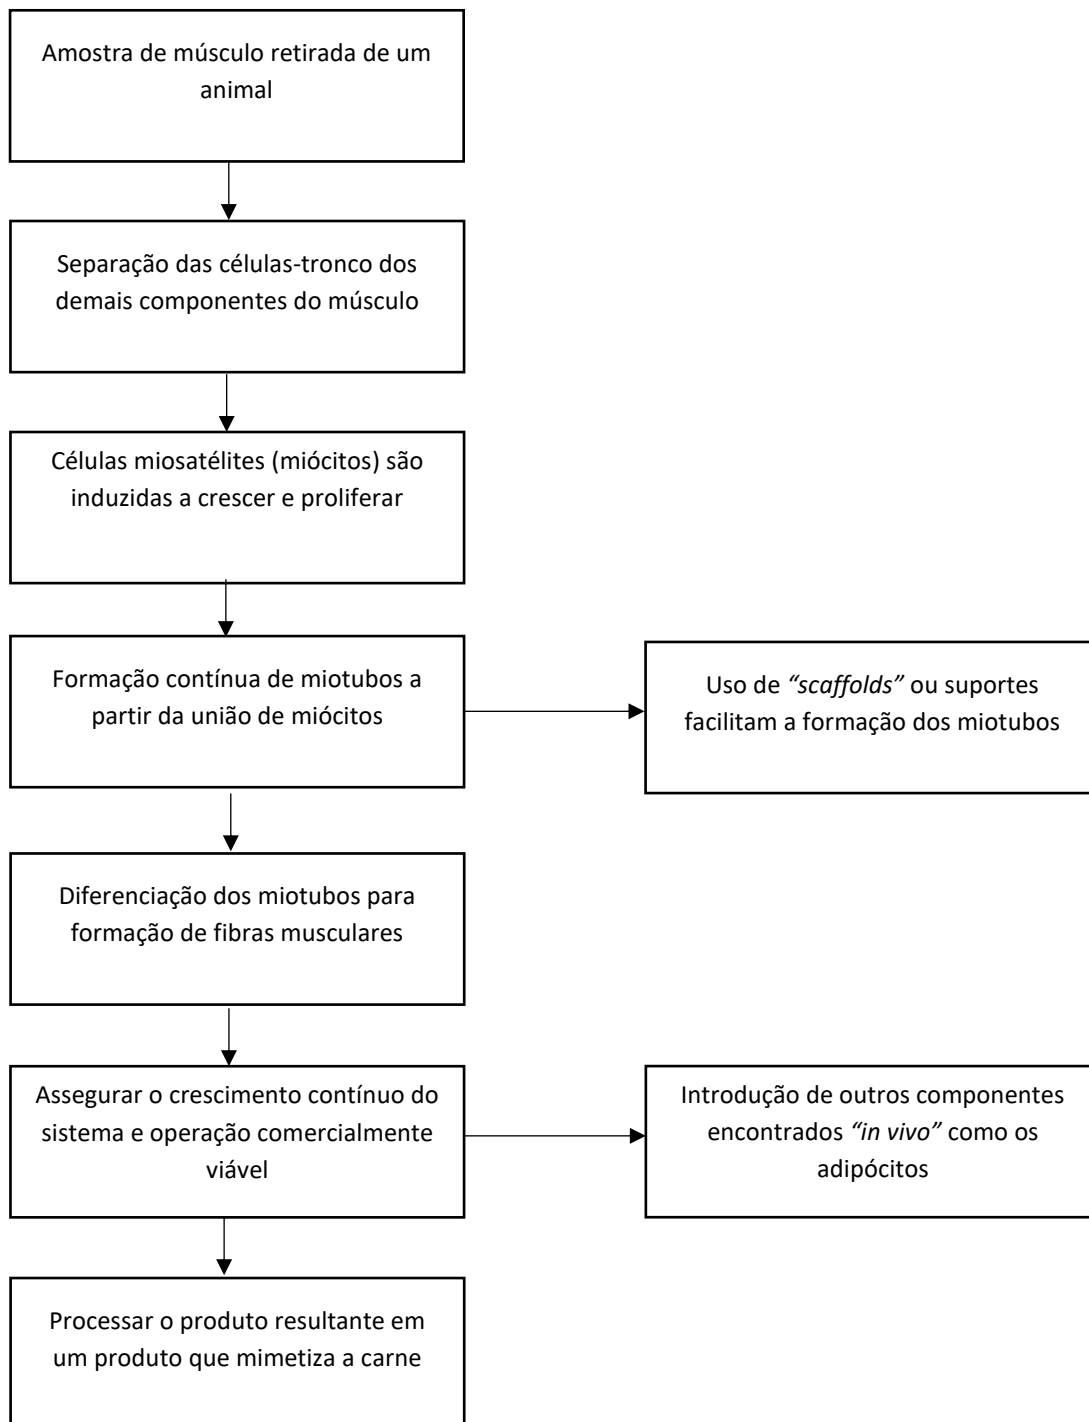 Amostra de músculo retirada de um
animal
Separação das células-tronco dos
demais componentes do músculo
Células miosatélites (miócitos) são
induzidas a crescer e proliferar
Formação contínua de miotubos a
partir da união de miócitos
Uso de “scaffolds” ou suportes
facilitam a formação dos miotubos
Diferenciação dos miotubos para
formação de fibras musculares
Assegurar o crescimento contínuo do
sistema e operação comercialmente
viável
Introdução de outros componentes
encontrados “in vivo” como os
adipócitos
Processar o produto resultante em
um produto que mimetiza a carne